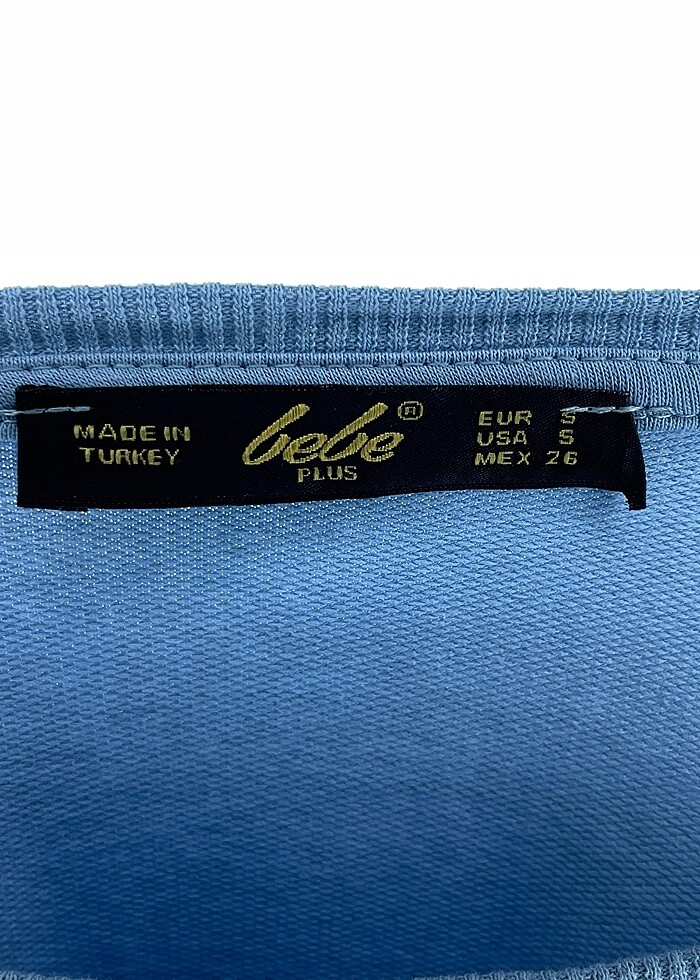 MADE IN
TURKEY
bebe ®
PLUS
EUR S
USA S
MEX 26